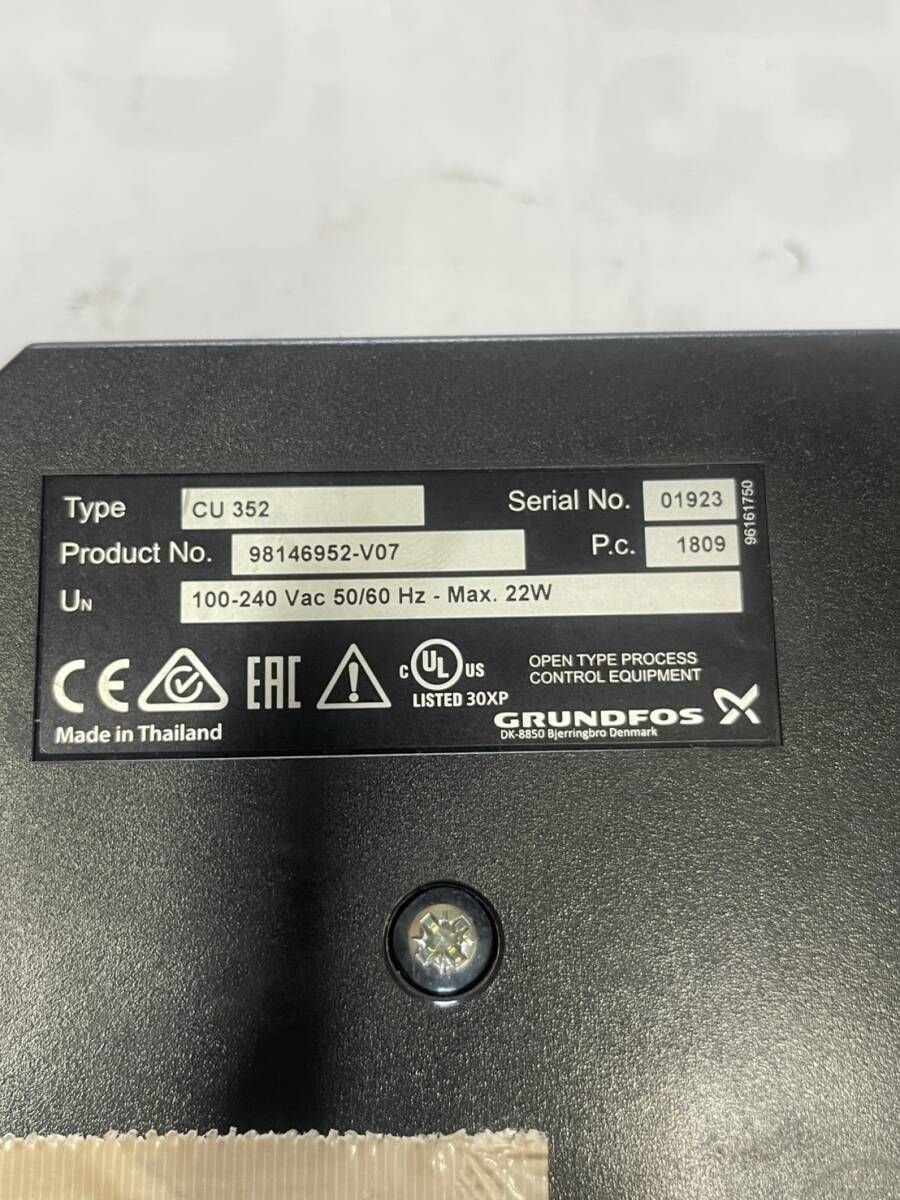 Type CU 352 Serial No. 01923
Product No. 98146952-V07 P.c. 1809
UN 100-240 Vac 50/60 Hz - Max. 22W
96161750
CE EAC c UL US
LISTED 30XP
OPEN TYPE PROCESS
CONTROL EQUIPMENT
Made in Thailand
GRUNDFOS
DK-8850 Bjerringbro Denmark